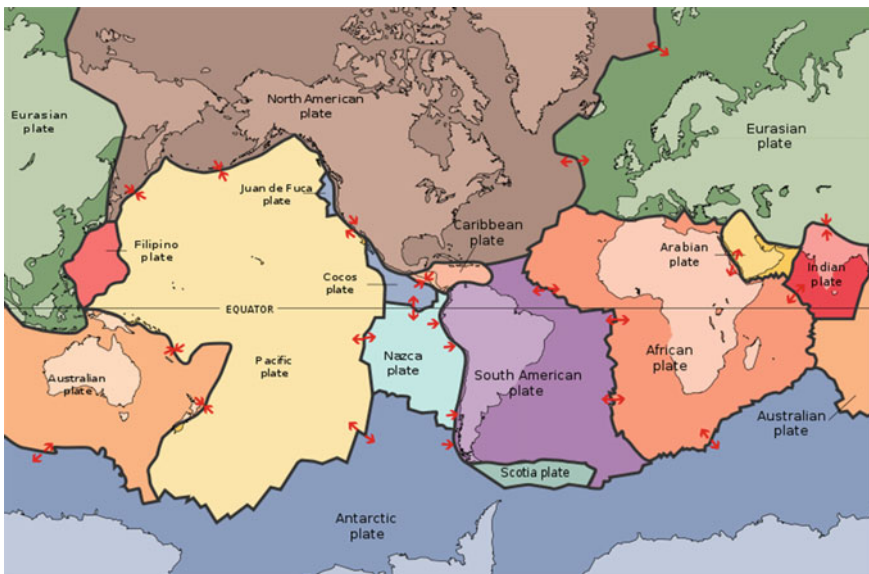 North American
plate
Eurasian
plate
Eurasian
plate
Juan de Fuca
plate
Caribbean
plate
Filipino
plate
Arabian
plate
Cocos
plate
Indian
plate
EQUATOR
Pacific
plate
Nazca
plate
South American
plate
African
plate
Australian
plate
Australian
plate
Scotia plate
Antarctic
plate